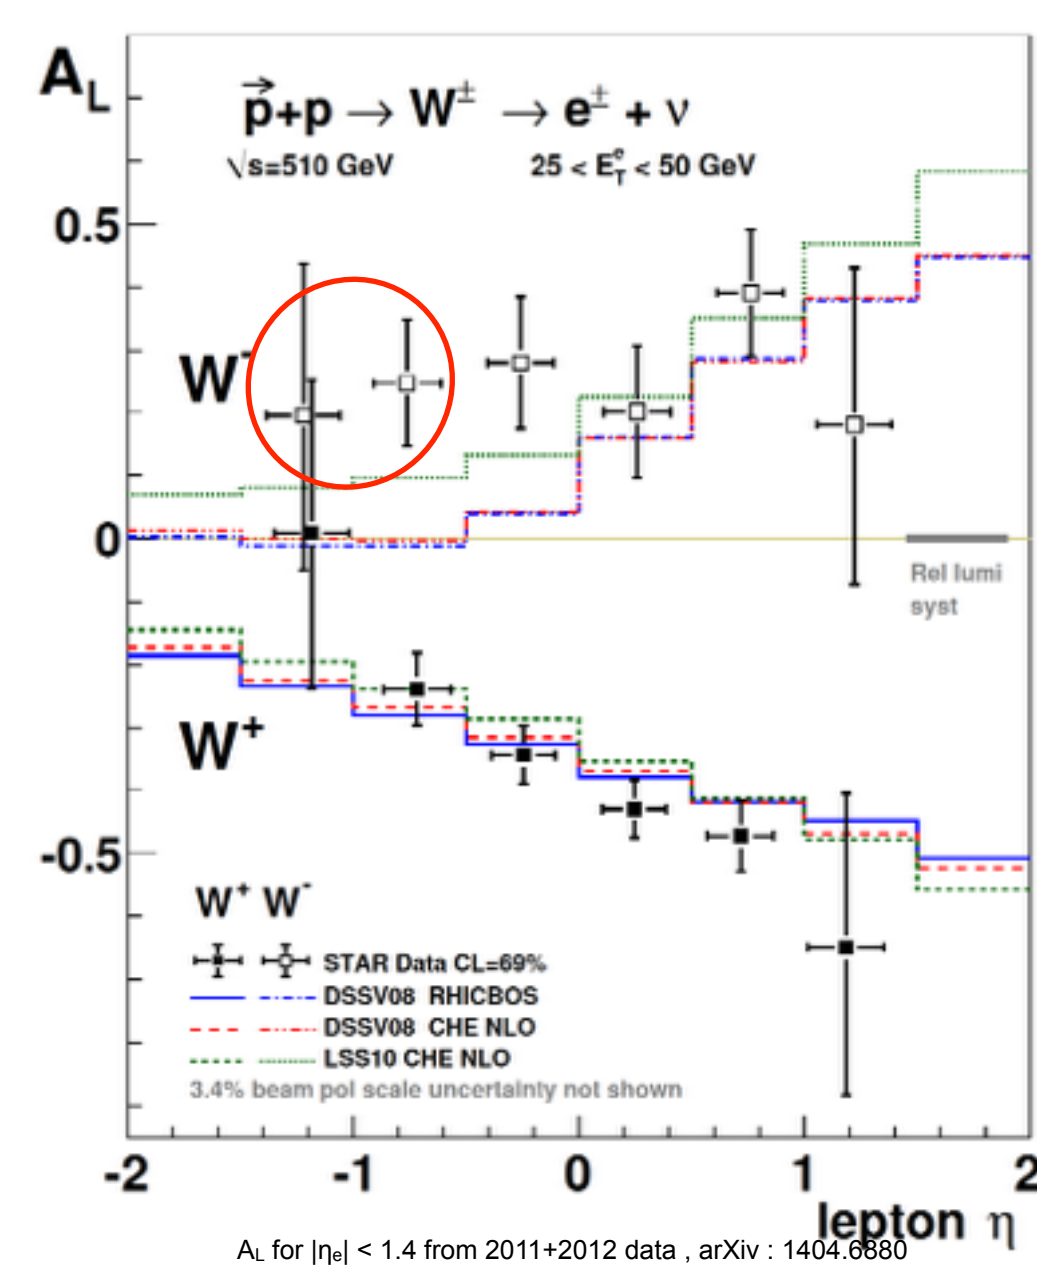 A_L
p⃗+p → W± → e± + ν
√s=510 GeV 25 < E_T^e < 50 GeV
0.5
W-
0
Rel lumi
syst
W+
-0.5
W+ W-
STAR Data CL=69%
DSSV08 RHICBOS
DSSV08 CHE NLO
LSS10 CHE NLO
3.4% beam pol scale uncertainty not shown
-2 -1 0 1 2
lepton η
A_L for |η_e| < 1.4 from 2011+2012 data , arXiv : 1404.6880